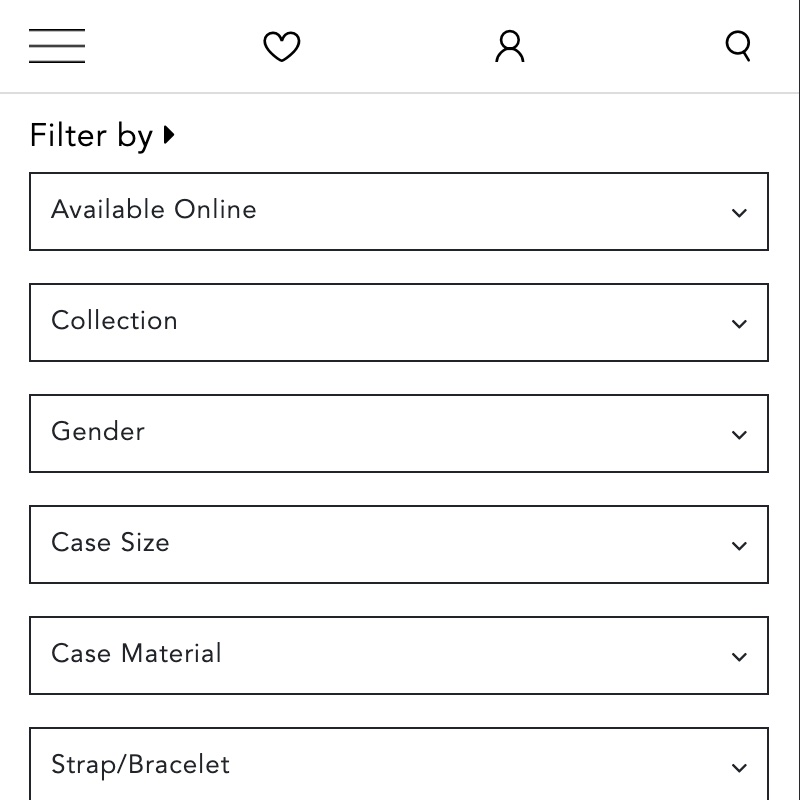 Filter by
Available Online
Collection
Gender
Case Size
Case Material
Strap/Bracelet